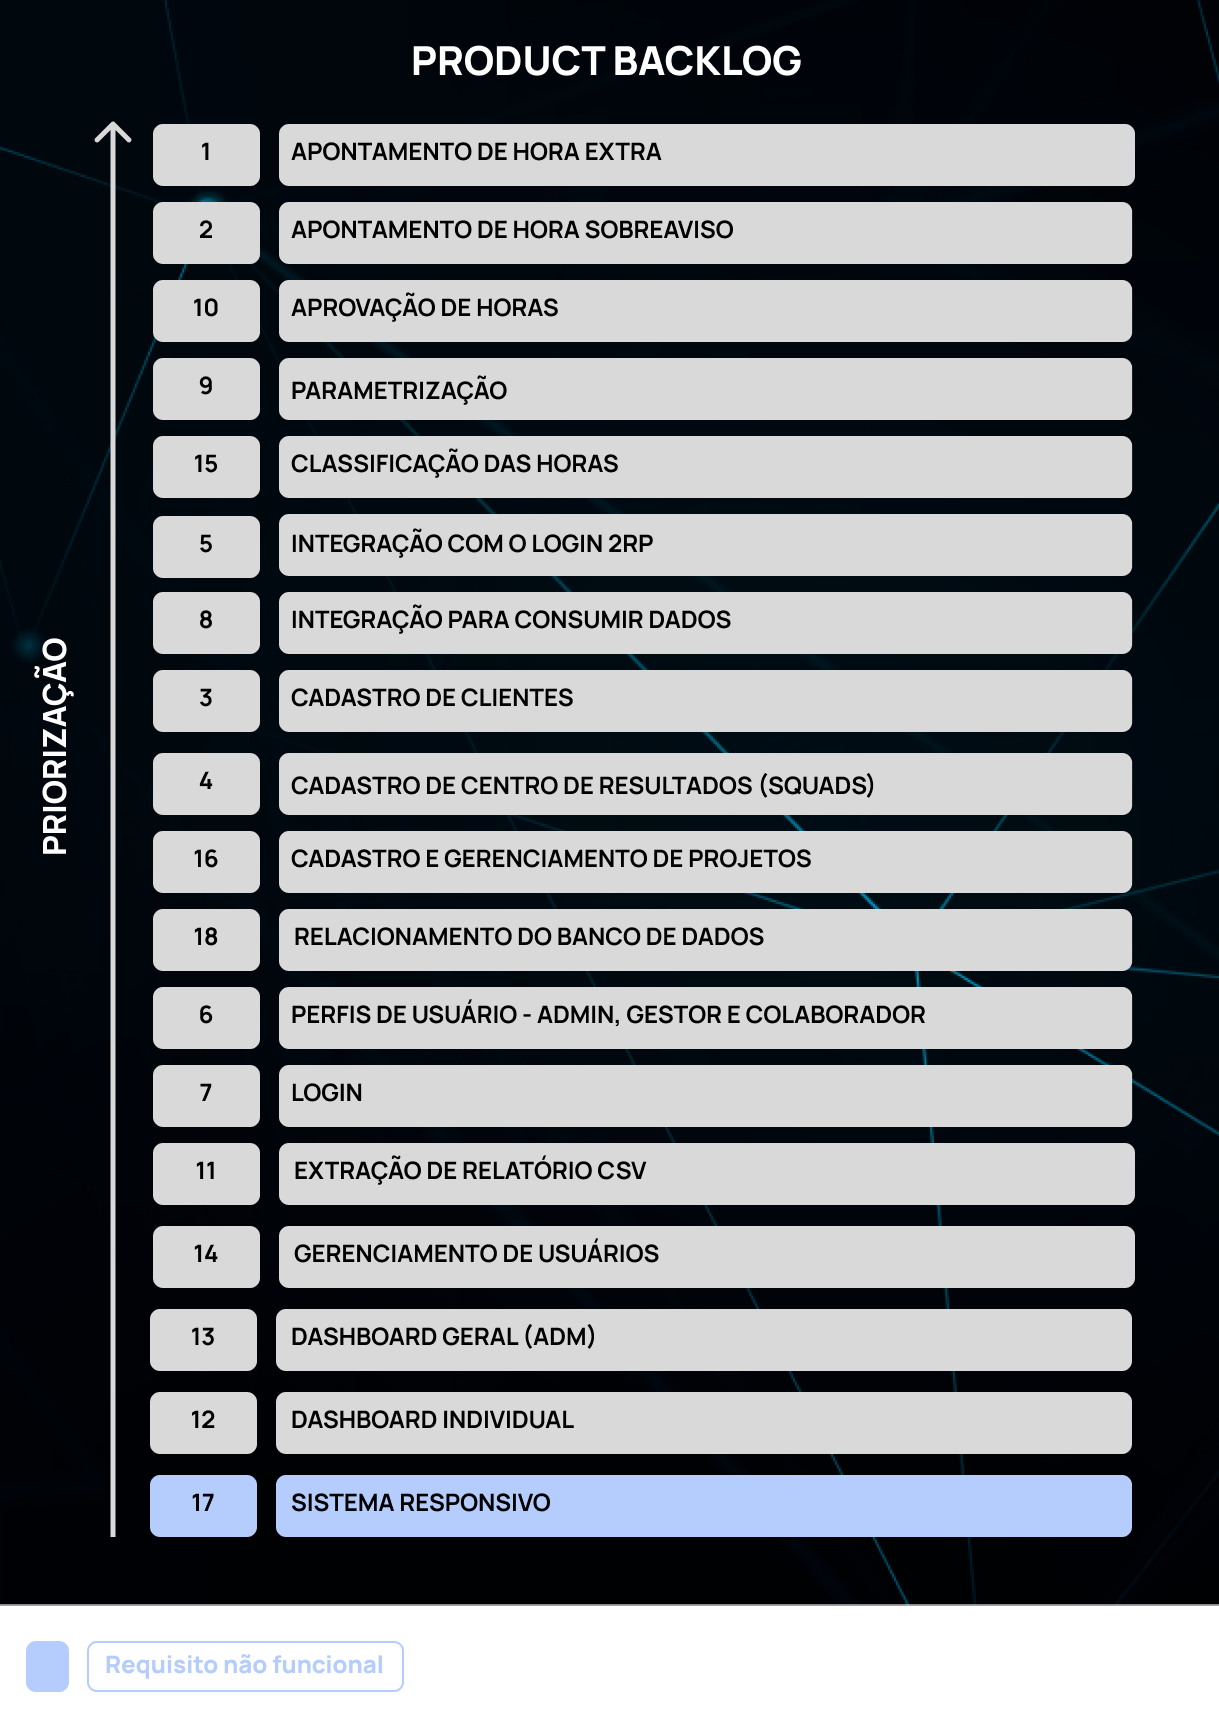 PRODUCT BACKLOG
1 APONTAMENTO DE HORA EXTRA
2 APONTAMENTO DE HORA SOBREAVISO
10 APROVAÇÃO DE HORAS
9 PARAMETRIZAÇÃO
15 CLASSIFICAÇÃO DAS HORAS
5 INTEGRAÇÃO COM O LOGIN 2RP
8 INTEGRAÇÃO PARA CONSUMIR DADOS
3 CADASTRO DE CLIENTES
4 CADASTRO DE CENTRO DE RESULTADOS (SQUADS)
16 CADASTRO E GERENCIAMENTO DE PROJETOS
18 RELACIONAMENTO DO BANCO DE DADOS
6 PERFIS DE USUÁRIO - ADMIN, GESTOR E COLABORADOR
7 LOGIN
11 EXTRAÇÃO DE RELATÓRIO CSV
14 GERENCIAMENTO DE USUÁRIOS
13 DASHBOARD GERAL (ADM)
12 DASHBOARD INDIVIDUAL
17 SISTEMA RESPONSIVO
PRIORIZAÇÃO
Requisito não funcional